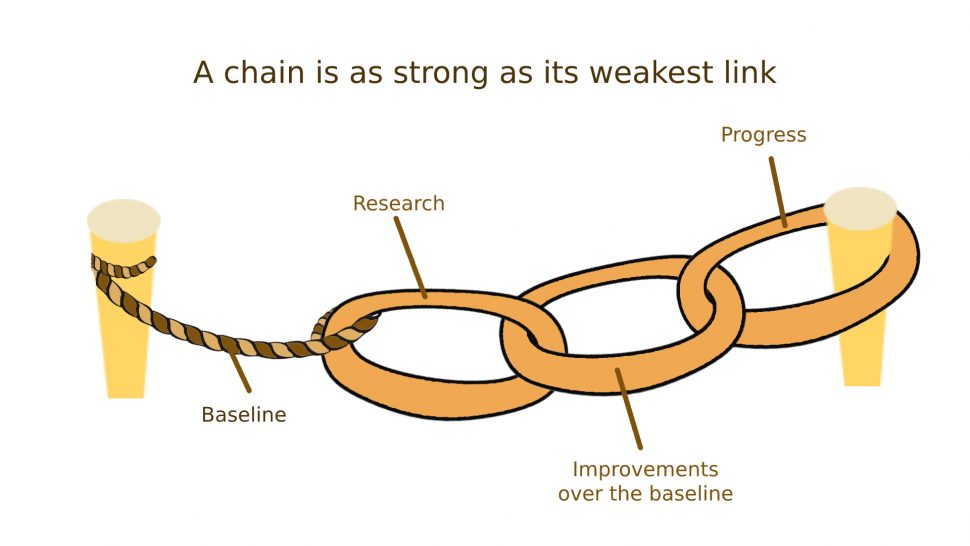 A chain is as strong as its weakest link
Progress
Research
Baseline
Improvements
over the baseline